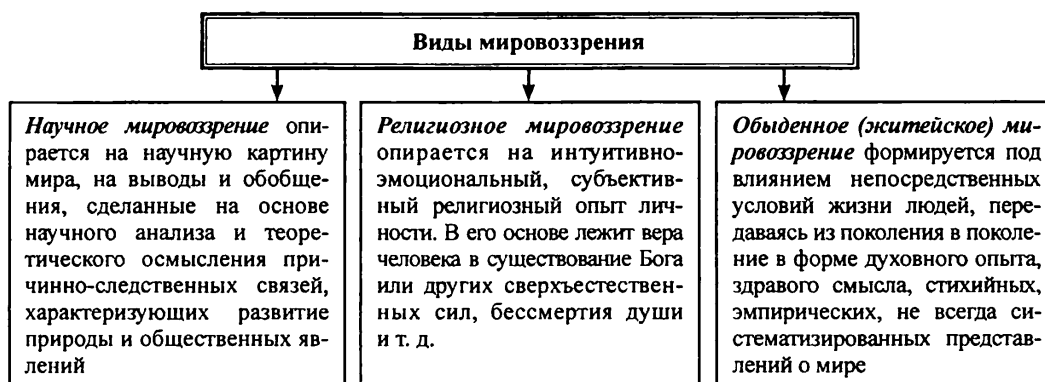 Виды мировоззрения
Научное мировоззрение опи-
рается на научную картину
мира, на выводы и обобще-
ния, сделанные на основе
научного анализа и теоре-
тического осмысления при-
чинно-следственных связей,
характеризующих развитие
природы и общественных яв-
лений
Религиозное мировоззрение
опирается на интуитивно-
эмоциональный, субъектив-
ный религиозный опыт лич-
ности. В его основе лежит вера
человека в существование Бога
или других сверхъестествен-
ных сил, бессмертия души
и т. д.
Обыденное (житейское) ми-
ровоззрение формируется под
влиянием непосредственных
условий жизни людей, пере-
даваясь из поколения в поколе-
ние в форме духовного опыта,
здравого смысла, стихийных,
эмпирических, не всегда си-
стематизированных представ-
лений о мире